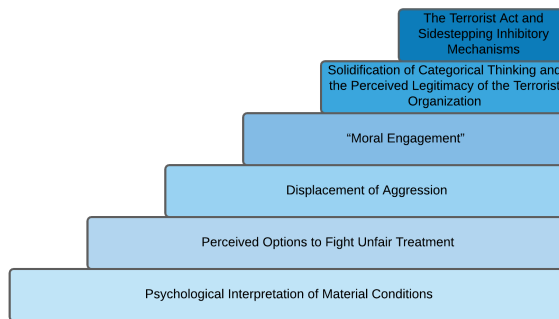 The Terrorist Act and
Sidestepping Inhibitory
Mechanisms
Solidification of Categorical Thinking and
the Perceived Legitimacy of the Terrorist
Organization
“Moral Engagement”
Displacement of Aggression
Perceived Options to Fight Unfair Treatment
Psychological Interpretation of Material Conditions